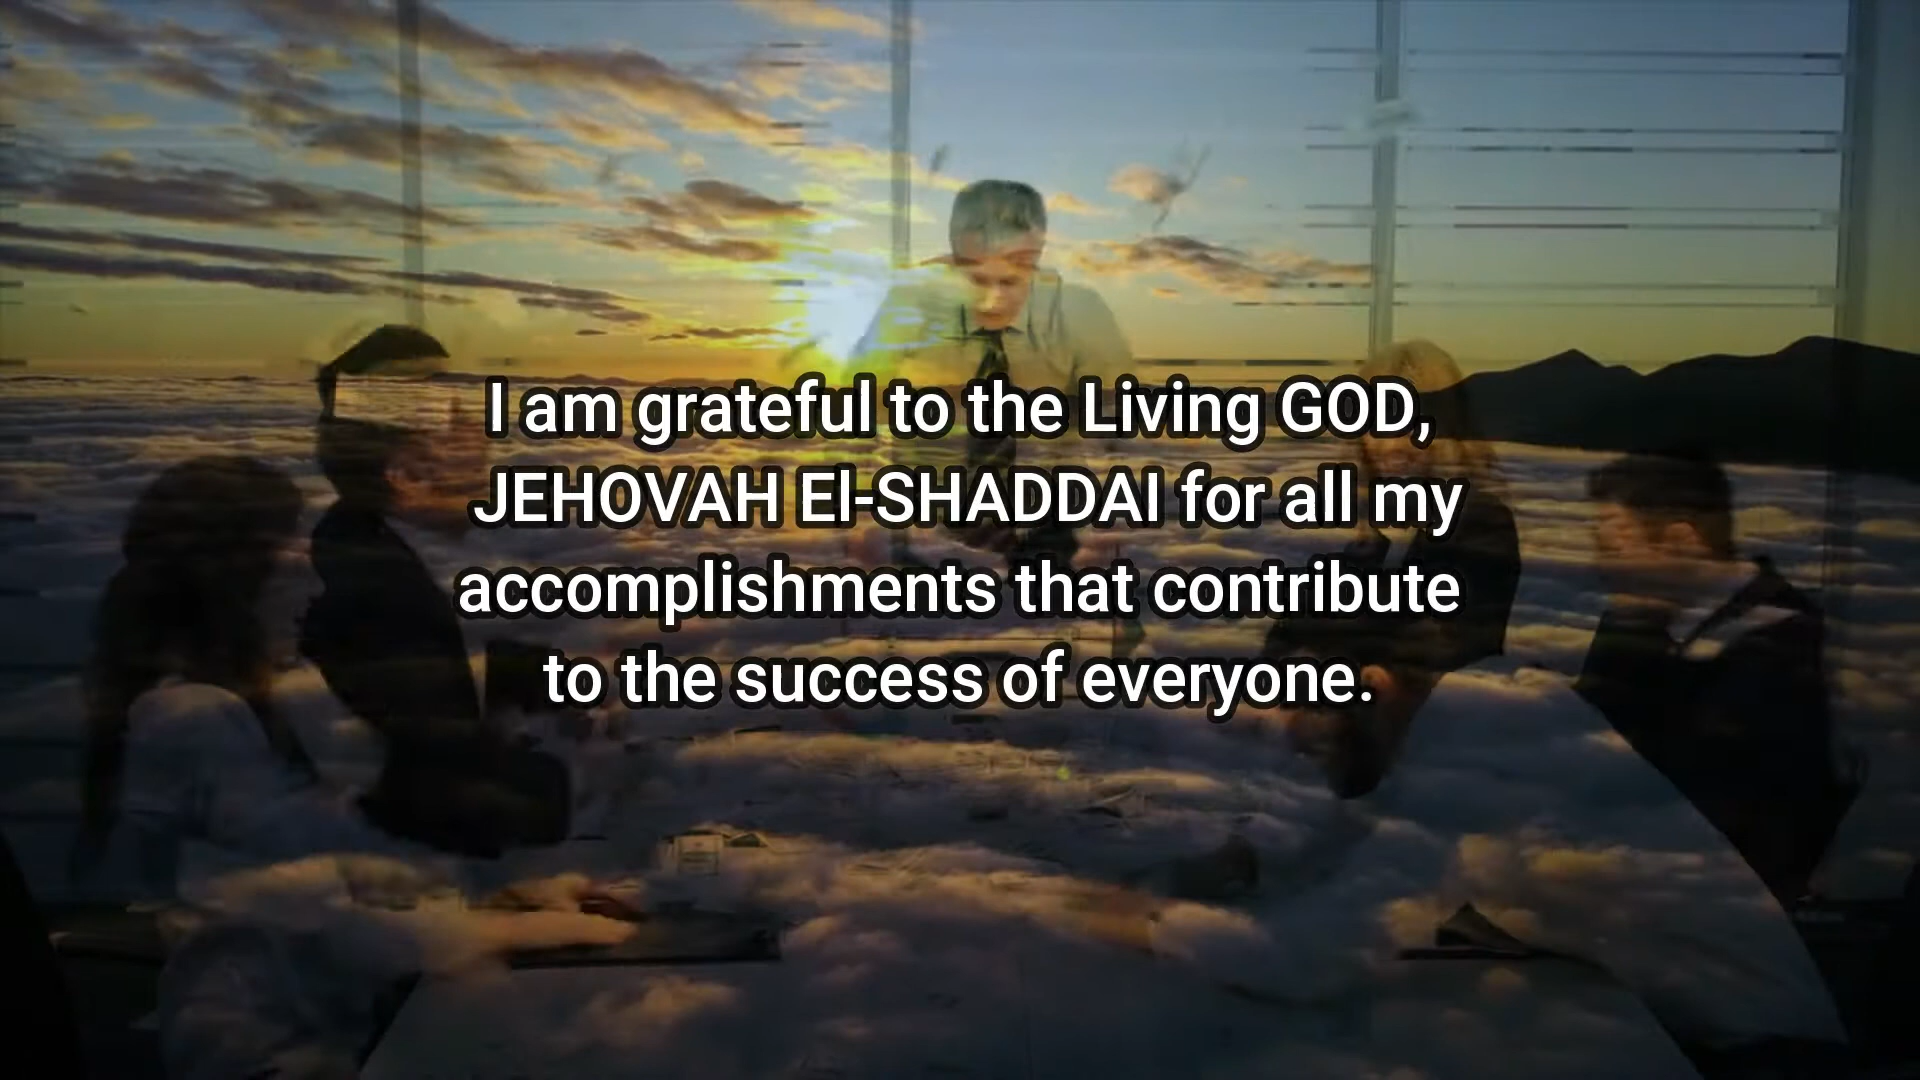 I am grateful to the Living GOD,
JEHOVAH El-SHADDAI for all my
accomplishments that contribute
to the success of everyone.